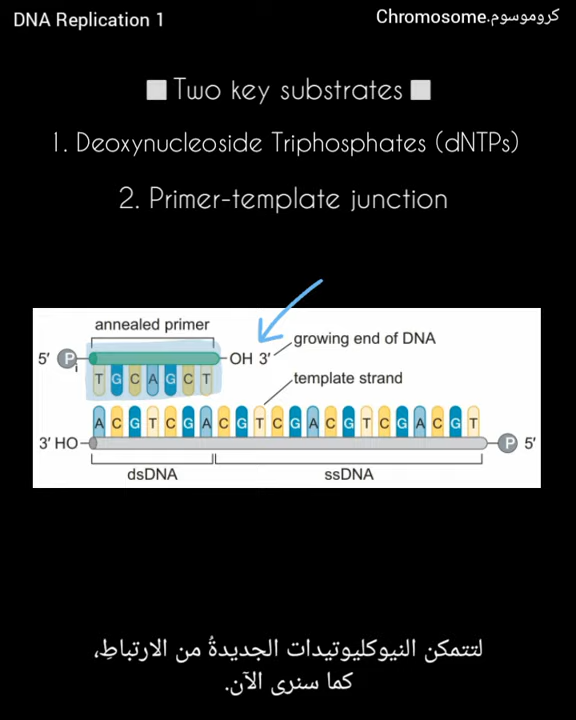 DNA Replication 1
Chromosome.كروموسوم
Two key substrates
1. Deoxynucleoside Triphosphates (dNTPs)
2. Primer-template junction
annealed primer
growing end of DNA
5′ P OH 3′
template strand
T G C A G C T
A C G T C G A C G T C G A C G T C G A C G T
3′ HO P 5′
dsDNA ssDNA
لتتمكن النيوكليوتيدات الجديدةُ من الارتباطِ،
كما سنرى الآن.